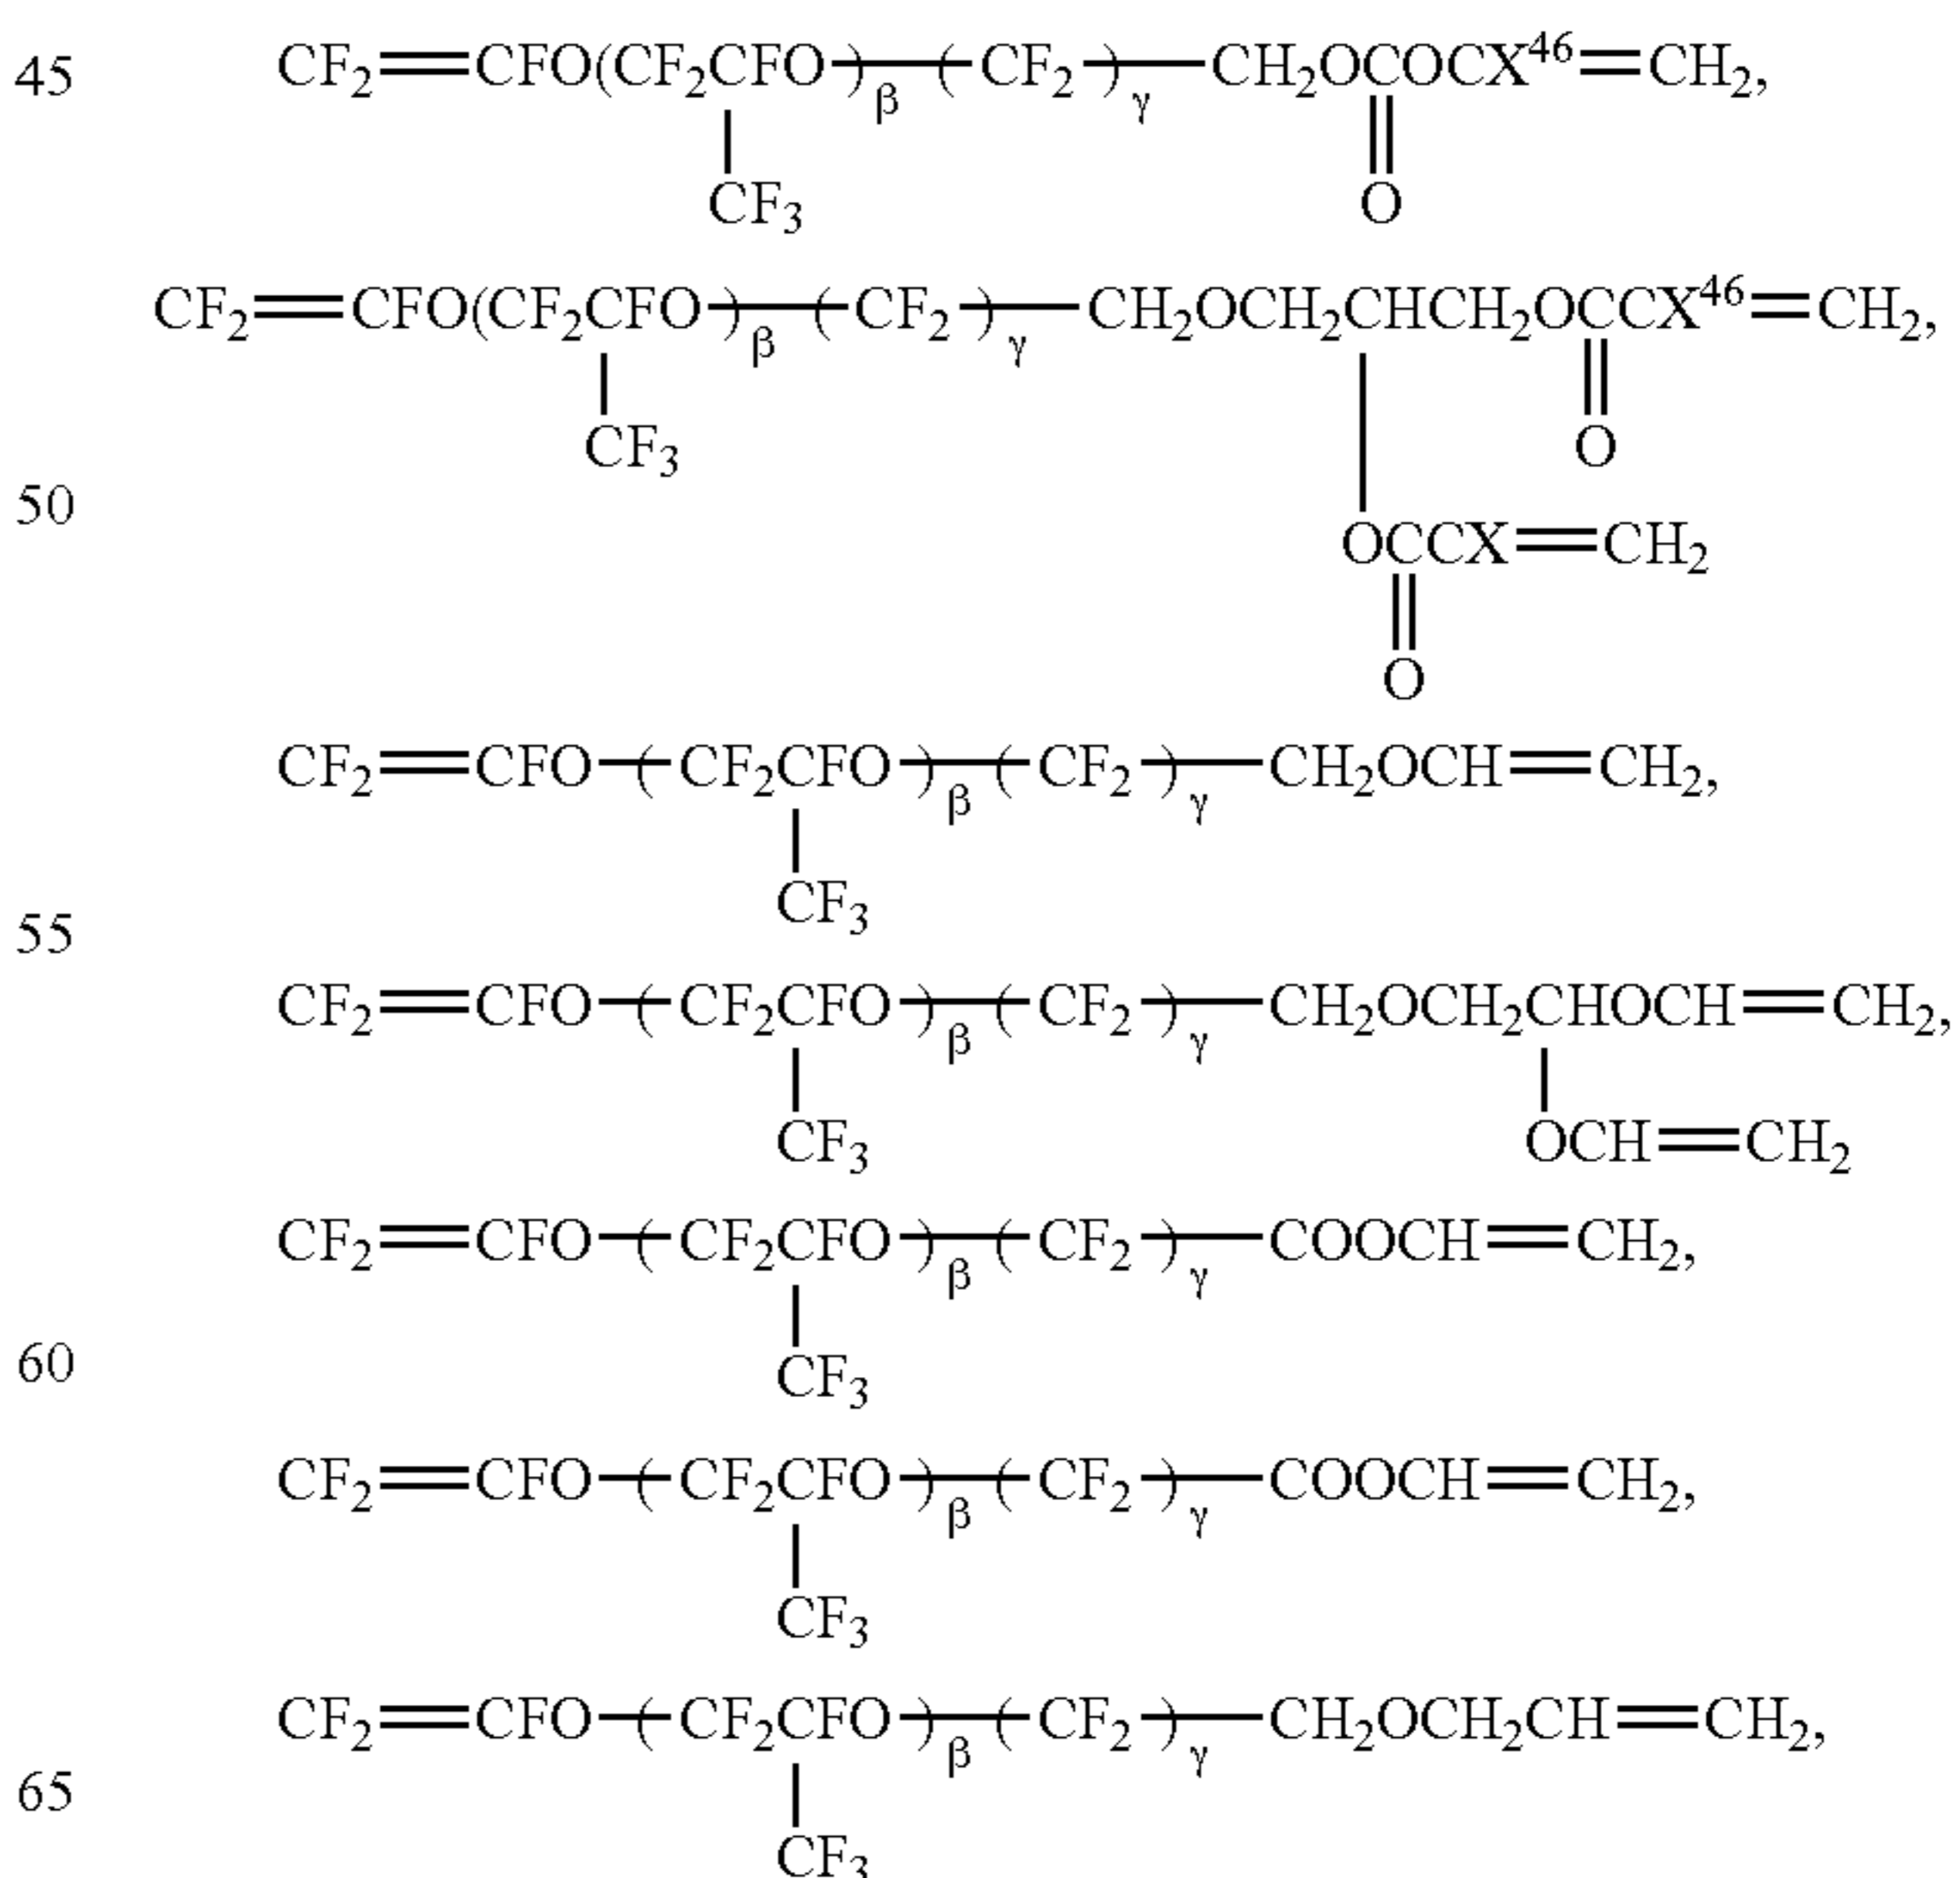 45 CF₂=CFO(CF₂CFO)β(CF₂)γCH₂OCOCX⁴⁶=CH₂,
CF₃ O
CF₂=CFO(CF₂CFO)β(CF₂)γCH₂OCH₂CHCH₂OCCX⁴⁶=CH₂,
CF₃ O
50
OCCX=CH₂
O
CF₂=CFO(CF₂CFO)β(CF₂)γCH₂OCH=CH₂,
CF₃
55
CF₂=CFO(CF₂CFO)β(CF₂)γCH₂OCH₂CHOCH=CH₂,
CF₃ OCH=CH₂
CF₂=CFO(CF₂CFO)β(CF₂)γCOOCH=CH₂,
60
CF₃
CF₂=CFO(CF₂CFO)β(CF₂)γCOOCH=CH₂,
CF₃
CF₂=CFO(CF₂CFO)β(CF₂)γCH₂OCH₂CH=CH₂,
65
CF₃